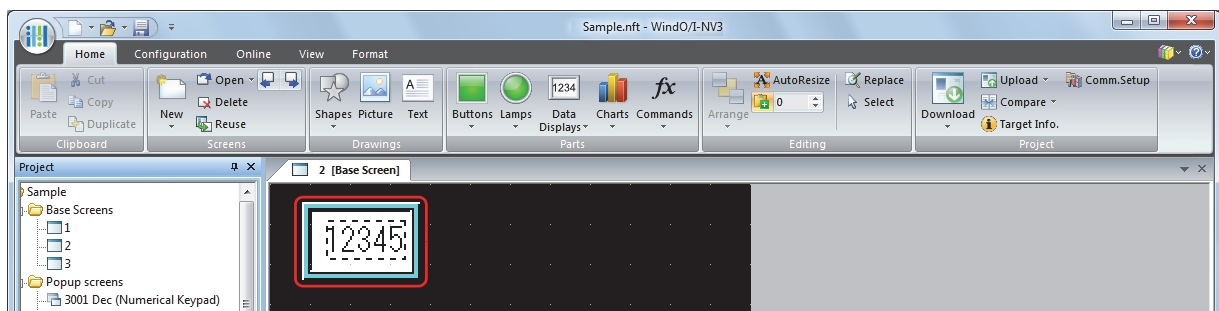 Sample.nft - WindO/I-NV3
Home Configuration Online View Format
Cut Open AutoResize Replace Upload Comm.Setup
Copy Delete 1234 fx 0 Select Compare
Paste Duplicate New Reuse Shapes Picture Text Buttons Lamps Data Displays Charts Commands Arrange Download Target Info.
Clipboard Screens Drawings Parts Editing Project
Project 2 [Base Screen]
Sample
Base Screens
1
2
3
Popup screens
3001 Dec (Numerical Keypad)
12345